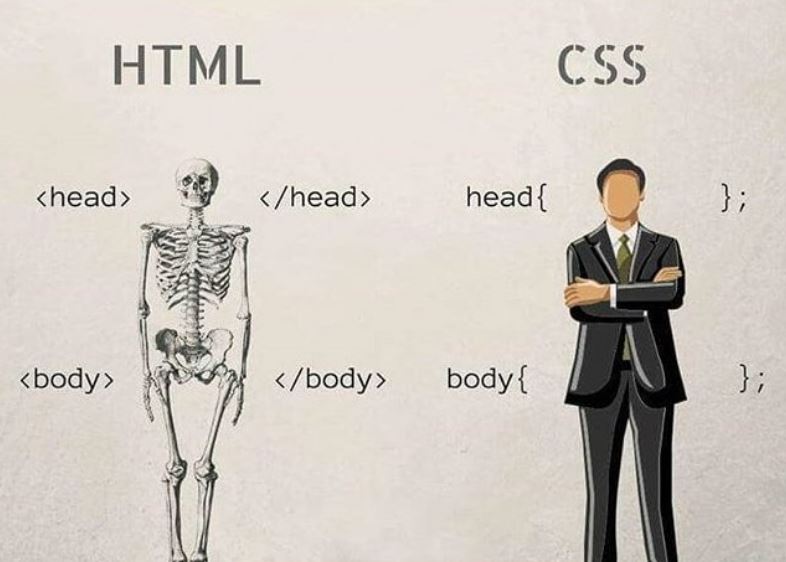 HTML
CSS
<head> </head>
head{ };
<body> </body>
body{ };